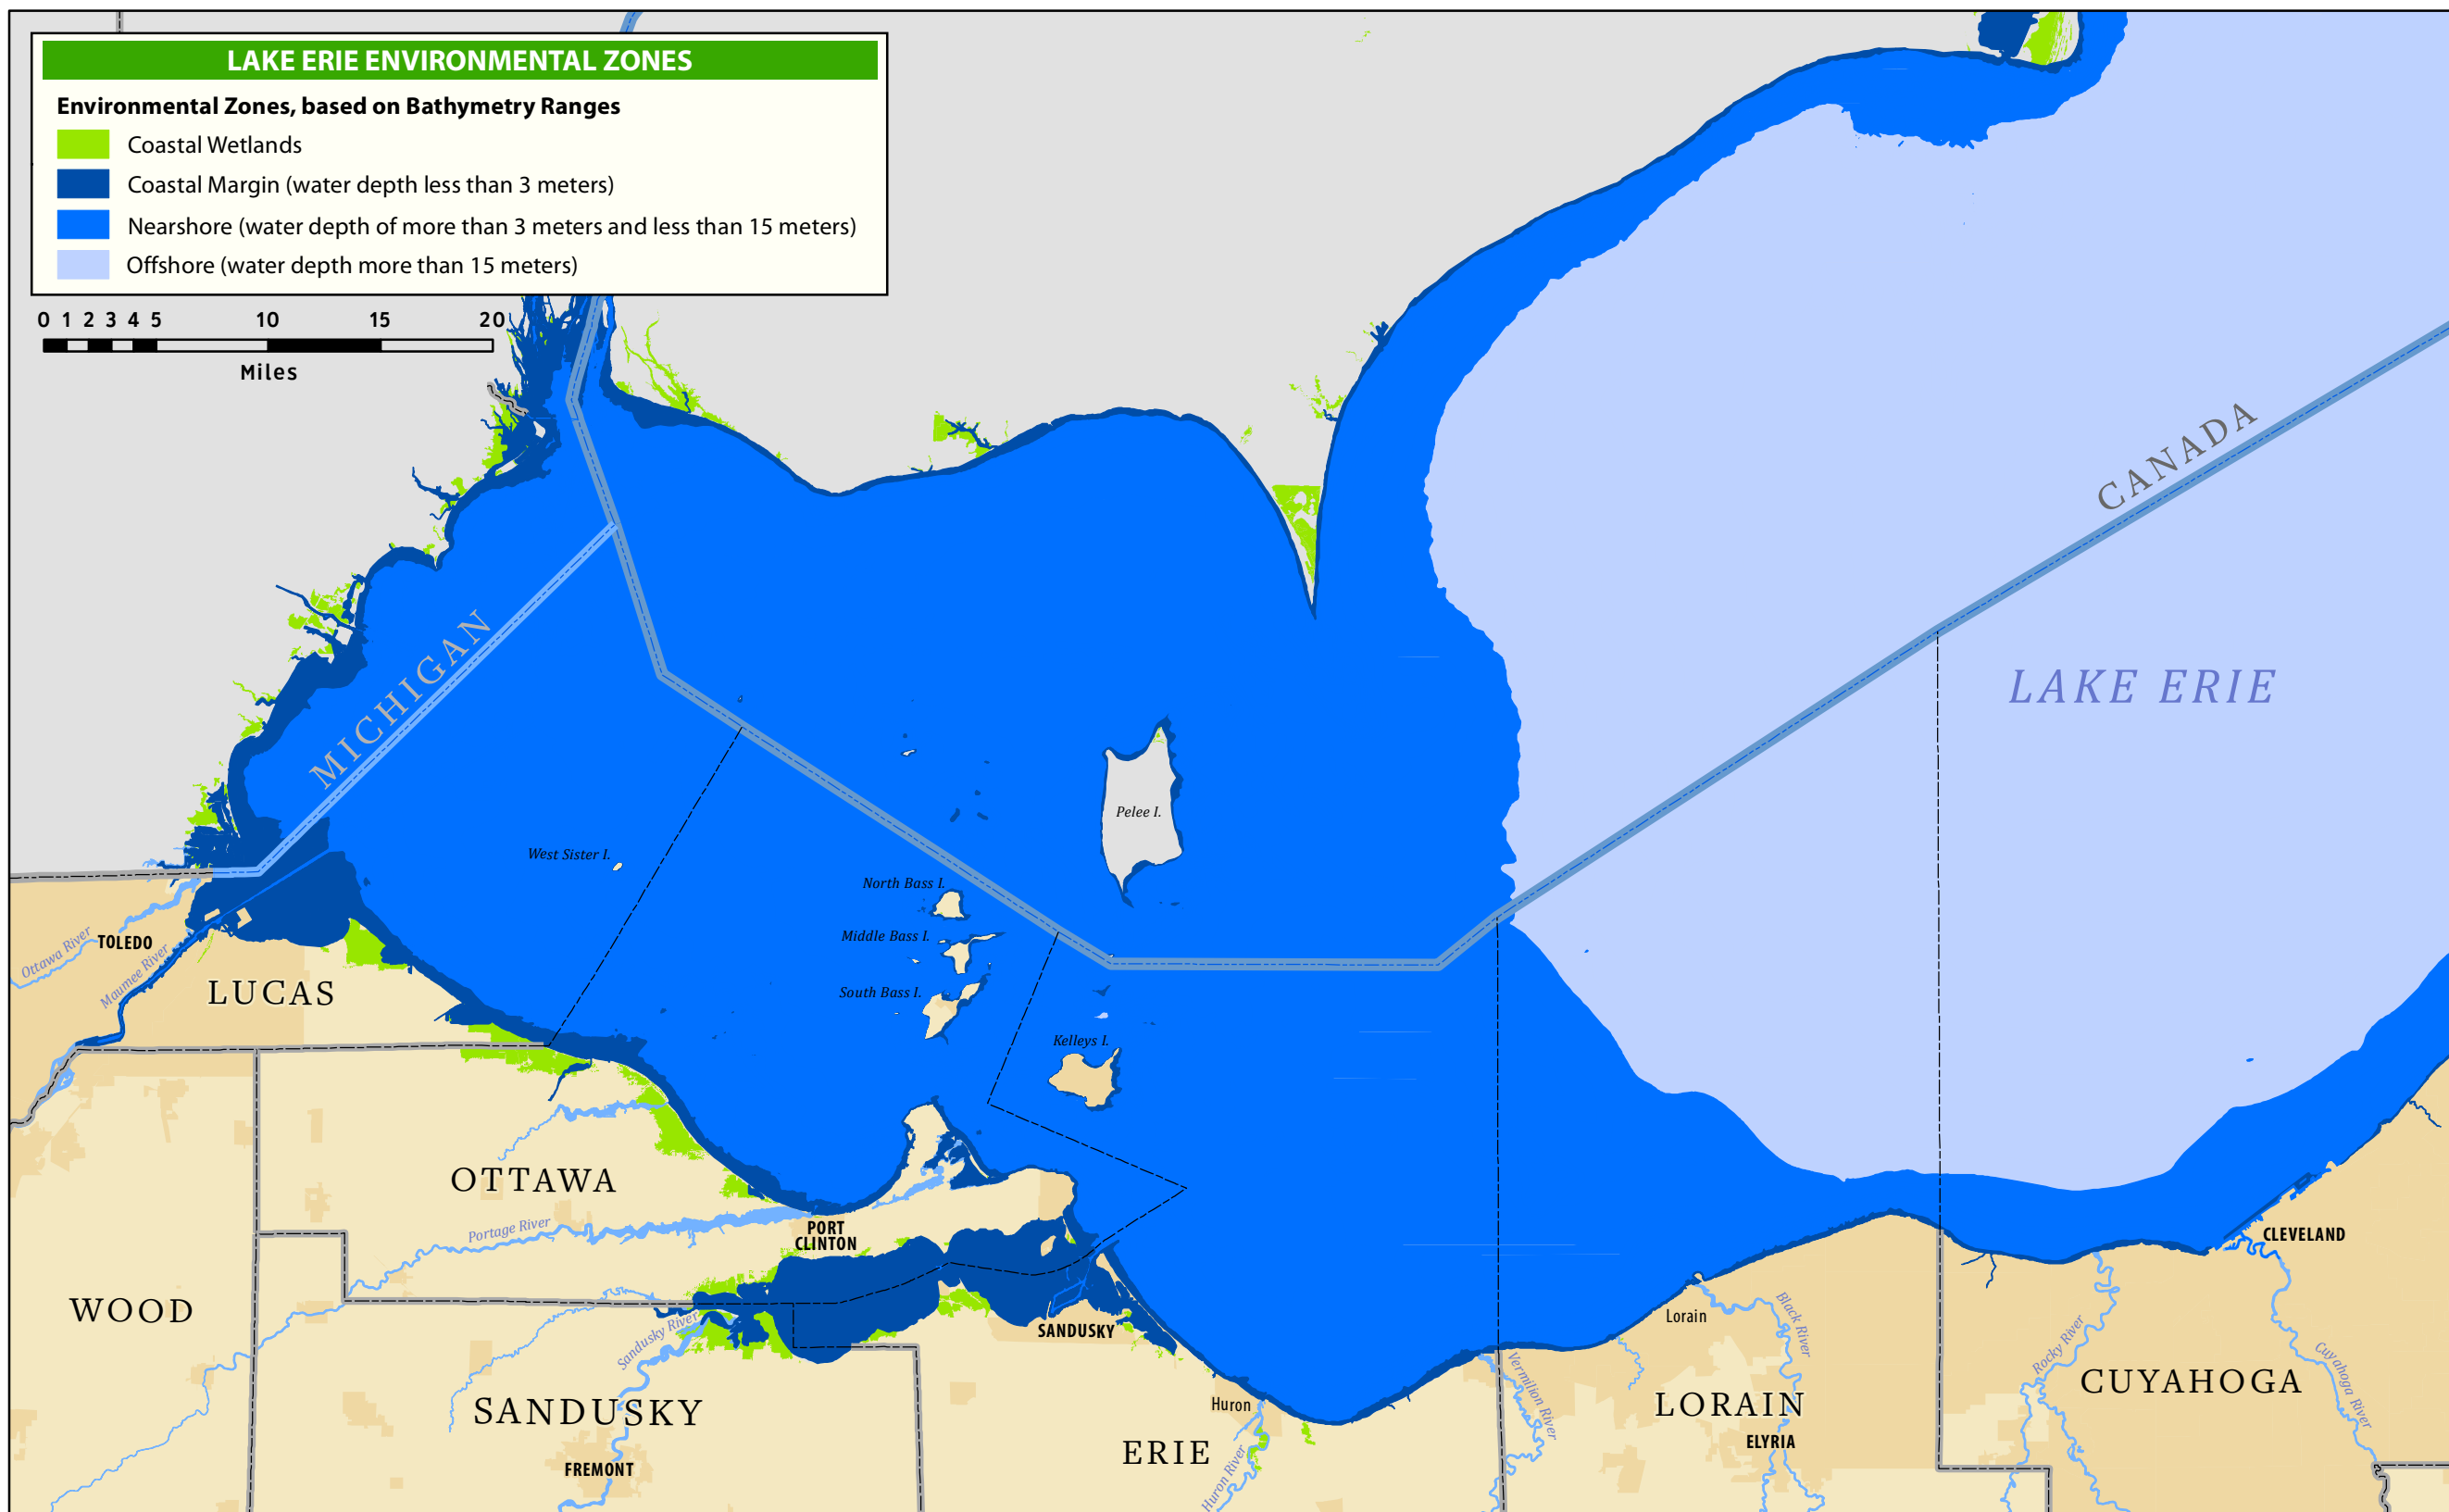 LAKE ERIE ENVIRONMENTAL ZONES
Environmental Zones, based on Bathymetry Ranges
Coastal Wetlands
Coastal Margin (water depth less than 3 meters)
Nearshore (water depth of more than 3 meters and less than 15 meters)
Offshore (water depth more than 15 meters)
0 1 2 3 4 5 10 15 20
Miles
CANADA
MICHIGAN
LAKE ERIE
Pelee I.
West Sister I.
North Bass I.
Middle Bass I.
South Bass I.
Kelleys I.
Ottawa River
TOLEDO
Maumee River
LUCAS
OTTAWA
Portage River
PORT
CLINTON
CLEVELAND
WOOD
Sandusky River
SANDUSKY
Lorain
Black River
Rocky River
Cuyahoga River
Vermilion River
CUYAHOGA
SANDUSKY
Huron
LORAIN
ELYRIA
ERIE
Huron River
FREMONT